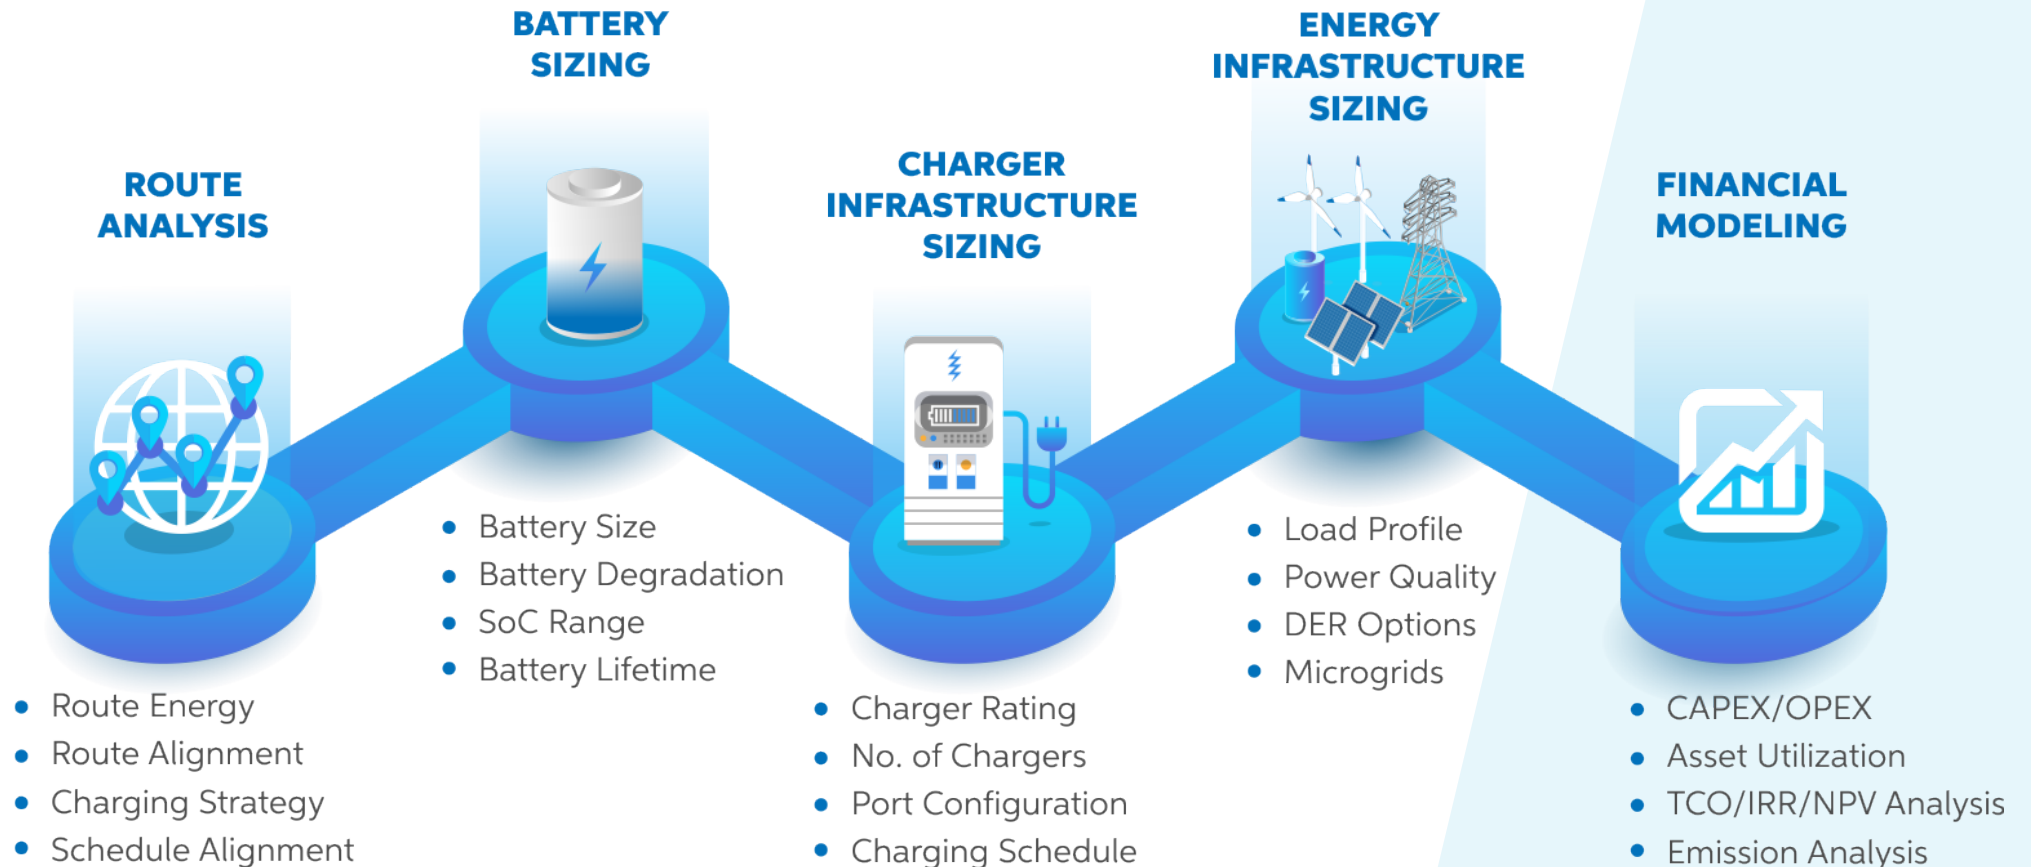 ROUTE
ANALYSIS
Route Energy
Route Alignment
Charging Strategy
Schedule Alignment
BATTERY
SIZING
Battery Size
Battery Degradation
SoC Range
Battery Lifetime
CHARGER
INFRASTRUCTURE
SIZING
Charger Rating
No. of Chargers
Port Configuration
Charging Schedule
ENERGY
INFRASTRUCTURE
SIZING
Load Profile
Power Quality
DER Options
Microgrids
FINANCIAL
MODELING
CAPEX/OPEX
Asset Utilization
TCO/IRR/NPV Analysis
Emission Analysis